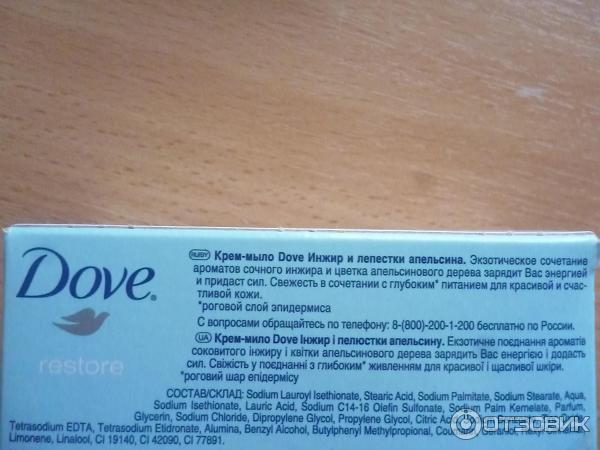 Dove®
restore
RU/BY Крем-мыло Dove Инжир и лепестки апельсина. Экзотическое сочетание
ароматов сочного инжира и цветка апельсинового дерева зарядит Вас энергией
и придаст сил. Свежесть в сочетании с глубоким* питанием для красивой и счас-
тливой кожи.
*роговой слой эпидермиса
С вопросами обращайтесь по телефону: 8-(800)-200-1-200 бесплатно по России.
UA Крем-мило Dove Інжир і пелюстки апельсину. Екзотичне поєднання ароматів
соковитого інжиру і квітки апельсинового дерева зарядить Вас енергією і додасть
сил. Свіжість у поєднанні з глибоким* живленням для красивої і щасливої шкіри.
*роговий шар епідермісу
СОСТАВ/СКЛАД: Sodium Lauroyl Isethionate, Stearic Acid, Sodium Palmitate, Sodium Stearate, Aqua,
Sodium Isethionate, Lauric Acid, Sodium C14-16 Olefin Sulfonate, Sodium Palm Kernelate, Parfum,
Glycerin, Sodium Chloride, Dipropylene Glycol, Propylene Glycol, Citric Acid
Tetrasodium EDTA, Tetrasodium Etidronate, Alumina, Benzyl Alcohol, Butylphenyl Methylpropional, Coumarin, Geraniol, Hexyl
Limonene, Linalool, CI 19140, CI 42090, CI 77891.
ОТЗОВИК